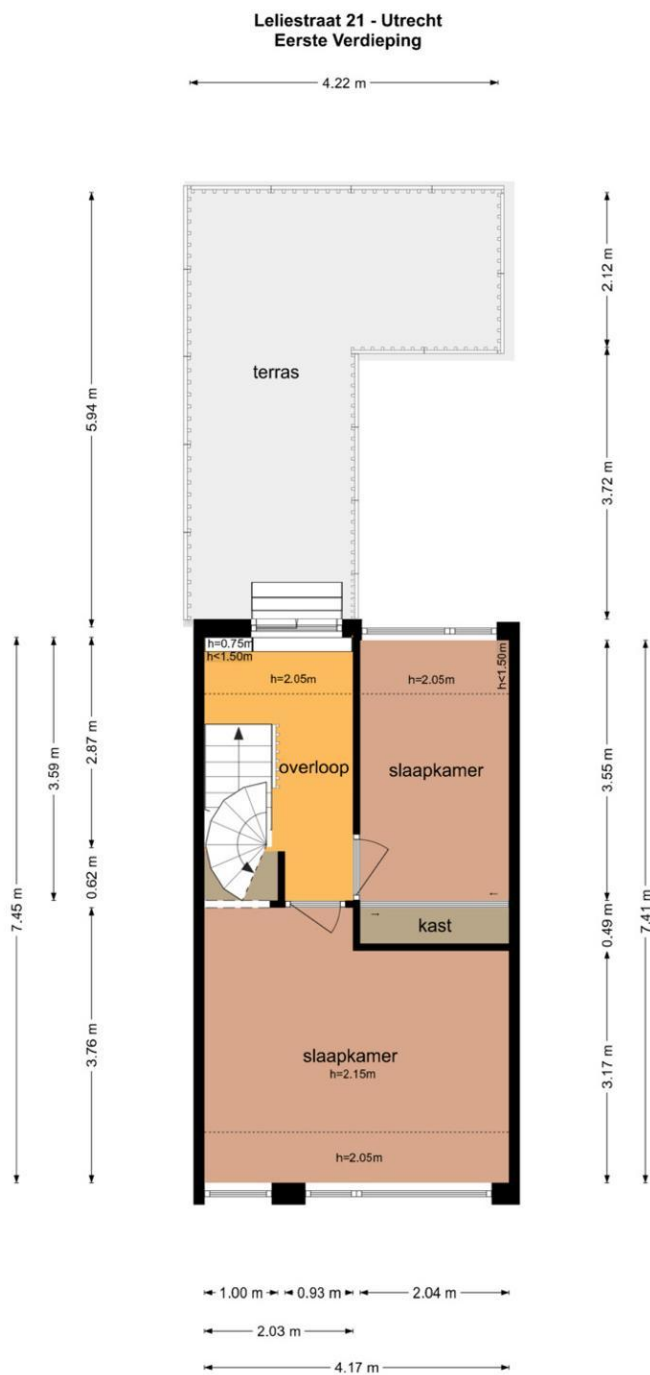 Leliestraat 21 - Utrecht
Eerste Verdieping
4.22 m
5.94 m
2.12 m
terras
3.72 m
h=0.75m
h<1.50m
h=2.05m
h=2.05m
h<1.50m
overloop
slaapkamer
7.45 m
3.59 m
2.87 m
0.62 m
3.76 m
3.55 m
0.49 m
3.17 m
7.41 m
kast
slaapkamer
h=2.15m
h=2.05m
1.00 m
0.93 m
2.04 m
2.03 m
4.17 m